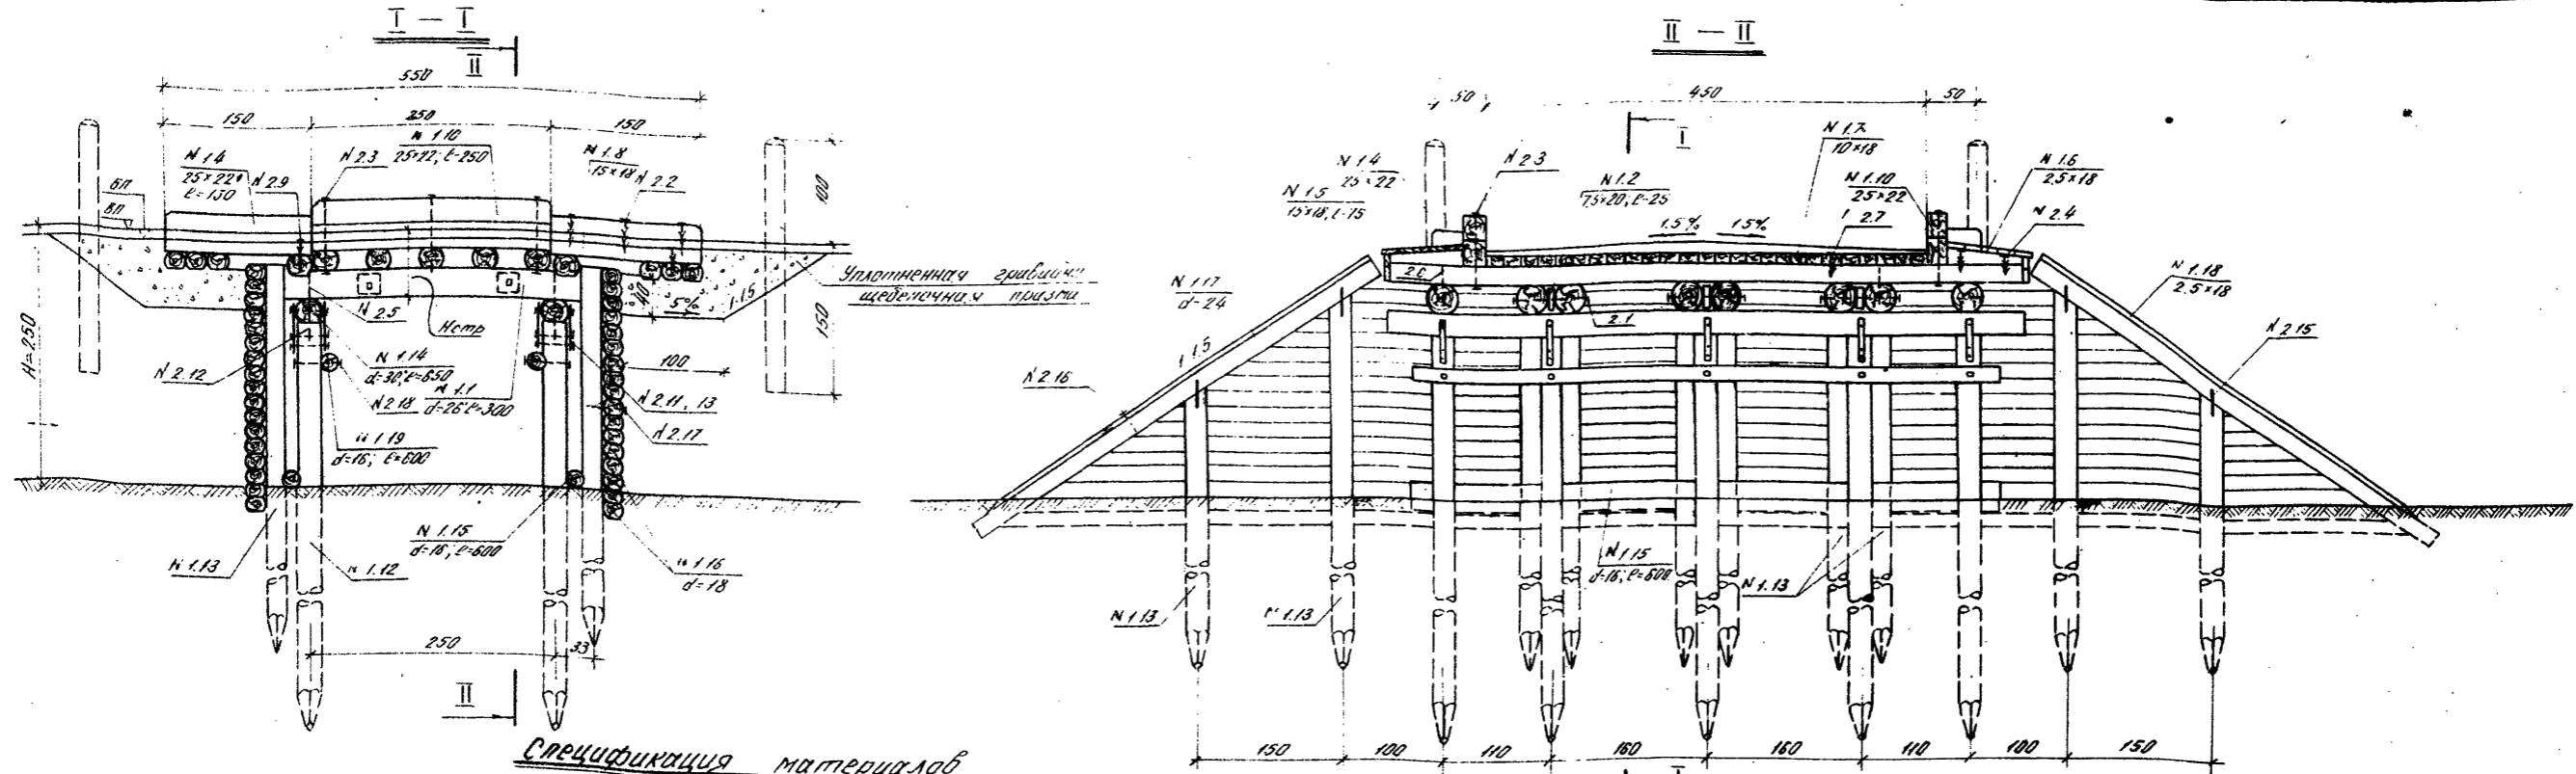 I — I
II
550
150
250
150
N 1.4
25×22
ℓ=150
N 2.9
N 2.3
N 1.10
25×22; ℓ-250
N 1.8
15×18
N 2.2
100
150
бп
вп
Уплотненная
щебеночная призма
H=250
N 2.5
Нстр
40
5%
1:1.5
100
N 2.12
N 1.14
d=30; ℓ=650
N 2.18
N 1.1
d=26 ℓ=300
N 2.11, 13
N 2.17
N 1.19
d=16; ℓ=600
N 1.15
d=16; ℓ=600
N 1.13
N 1.12
N 1.16
d=18
250
33
II
Спецификация материалов
II — II
50
450
50
I
N 1.4
25×22
N 1.5
15×18, ℓ-75
N 2.3
N 1.2
75×20, ℓ-25
N 1.7
10×18
N 1.10
25×22
N 1.6
2.5×18
1.5%
1.5%
2.7
N 2.4
N 1.17
d=24
2.1
N 1.18
2.5×18
N 2.15
1:1.5
N 2.16
N 1.15
d=16; ℓ=600
N 1.13
N 1.13
N 1.13
150
100
110
160
160
110
100
150
I